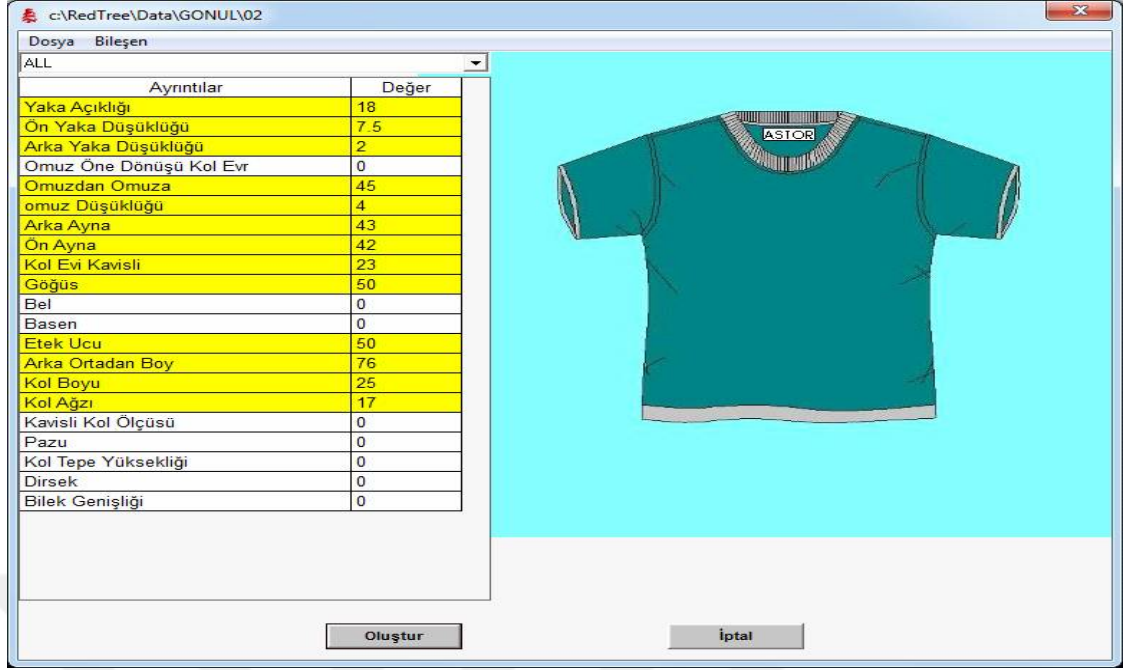 c:\RedTree\Data\GONUL\02
Dosya Bileşen
ALL
Ayrıntılar Değer
Yaka Açıklığı 18
Ön Yaka Düşüklüğü 7.5
Arka Yaka Düşüklüğü 2
Omuz Öne Dönüşü Kol Evr 0
Omuzdan Omuza 45
omuz Düşüklüğü 4
Arka Ayna 43
Ön Ayna 42
Kol Evi Kavisli 23
Göğüs 50
Bel 0
Basen 0
Etek Ucu 50
Arka Ortadan Boy 76
Kol Boyu 25
Kol Ağzı 17
Kavisli Kol Ölçüsü 0
Pazu 0
Kol Tepe Yüksekliği 0
Dirsek 0
Bilek Genişliği 0
ASTOR
Oluştur İptal